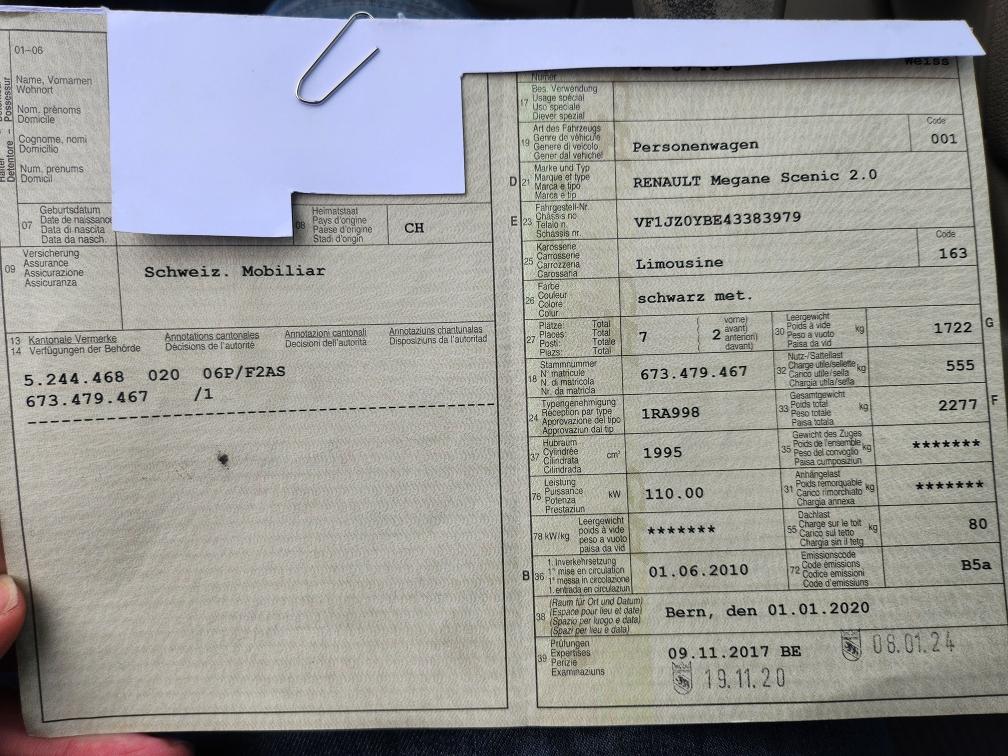 01-06
Name, Vornamen
Wohnort
Nom, prénoms
Domicile
Cognome, nomi
Domicilio
Num, prenums
Domicil
07
Geburtsdatum
Date de naissance
Data di nascita
Data da nasch.
08
Heimatstaat
Pays d'origine
Paese d'origine
Stadi d'origin
CH
09
Versicherung
Assurance
Assicurazione
Assicuranza
Schweiz. Mobiliar
13 Kantonale Vermerke
14 Verfügungen der Behörde
Annotations cantonales
Décisions de l'autorité
Annotazioni cantonali
Decisioni dell'autorità
Annotaziuns chantunalas
Disposiziuns da l'autoritad
5.244.468 020 06P/F2AS
673.479.467 /1
weiss
17
Bes. Verwendung
Usage spécial
Uso speciale
Diever spezial
19
Art des Fahrzeugs
Genre de véhicule
Genere di veicolo
Gener dal vehichel
Personenwagen
Code
001
D 21
Marke und Typ
Marque et type
Marca e tipo
Marca e tip
RENAULT Megane Scenic 2.0
E 23
Fahrgestell-Nr.
Châssis no
Telaio n.
Schassis nr.
VF1JZ0YBE43383979
25
Karosserie
Carrosserie
Carrozzeria
Carossaria
Limousine
Code
163
26
Farbe
Couleur
Colore
Colur
schwarz met.
27
Plätze: Total
Places: Total
Posti: Totale
Plazs: Total
7
2
vorne)
avant)
anteriori)
davant)
30
Leergewicht
Poids à vide
Peso a vuoto
Paisa da vid
kg
1722
G
18
Stammnummer
N° matricule
N. di matricola
Nr. da matricla
673.479.467
32
Nutz-/Sattellast
Charge utile/sellette
Carico utile/sella
Chargia utila/sella
kg
555
24
Typengenehmigung
Réception par type
Approvazione del tipo
Approvaziun dal tip
1RA998
33
Gesamtgewicht
Poids total
Peso totale
Paisa totala
kg
2277
F
37
Hubraum
Cylindrée
Cilindrata
Cilindrada
cm³
1995
35
Gewicht des Zuges
Poids de l'ensemble
Peso del convoglio
Paisa cumposiziun
kg
*******
76
Leistung
Puissance
Potenza
Prestaziun
kW
110.00
31
Anhängelast
Poids remorquable
Carico rimorchiato
Chargia annexa
kg
*******
78 kW/kg
Leergewicht
poids à vide
peso a vuoto
paisa da vid
*******
55
Dachlast
Charge sur le toit
Carico sul tetto
Chargia sin il tetg
kg
80
B 36
1. Inverkehrsetzung
1re mise en circulation
1a messa in circolazione
1. entrada en circulaziun
01.06.2010
72
Emissionscode
Code émissions
Codice emissioni
Code d'emissiuns
B5a
38
(Raum für Ort und Datum)
(Espace pour lieu et date)
(Spazio per luogo e data)
(Spazi per lieu e data)
Bern, den 01.01.2020
39
Prüfungen
Expertises
Perizie
Examinaziuns
09.11.2017 BE
08.01.24
19.11.20